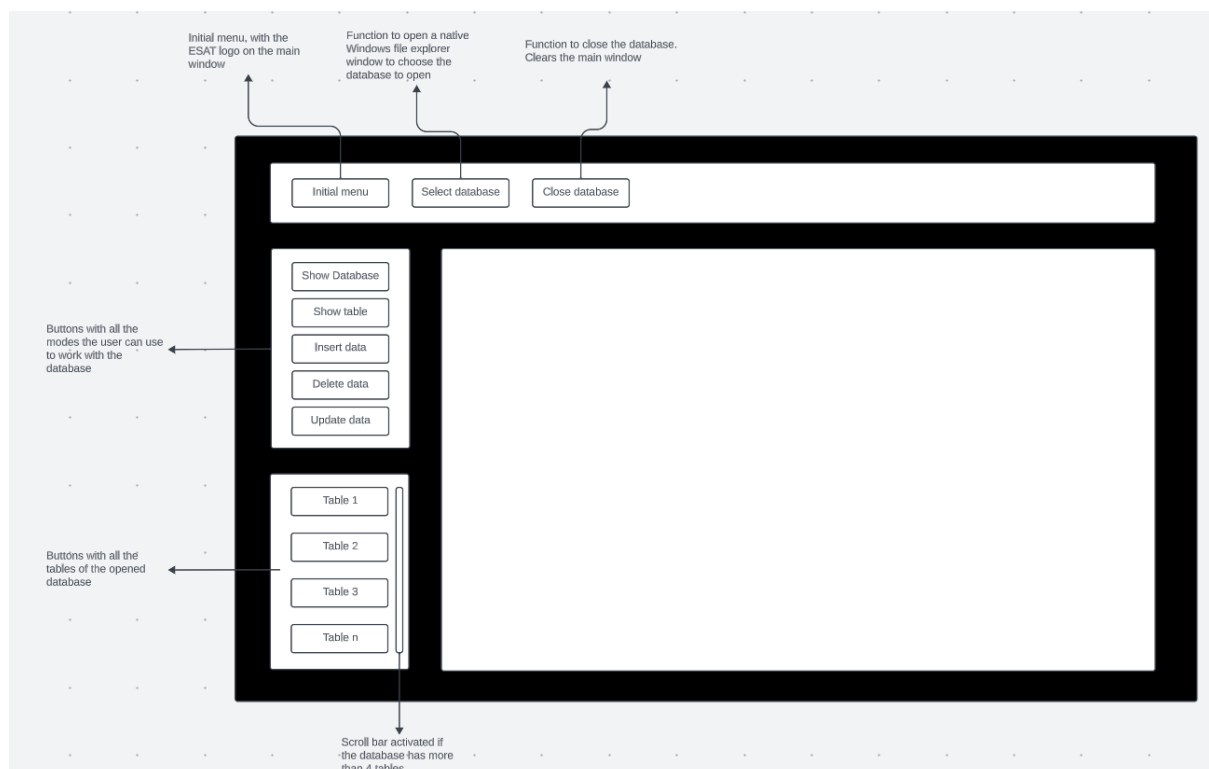 Initial menu, with the
ESAT logo on the main
window
Function to open a native
Windows file explorer
window to choose the
database to open
Function to close the database.
Clears the main window
Initial menu
Select database
Close database
Show Database
Show table
Insert data
Delete data
Update data
Buttons with all the
modes the user can use
to work with the
database
Table 1
Table 2
Table 3
Table n
Buttons with all the
tables of the opened
database
Scroll bar activated if
the database has more
than 4 tables